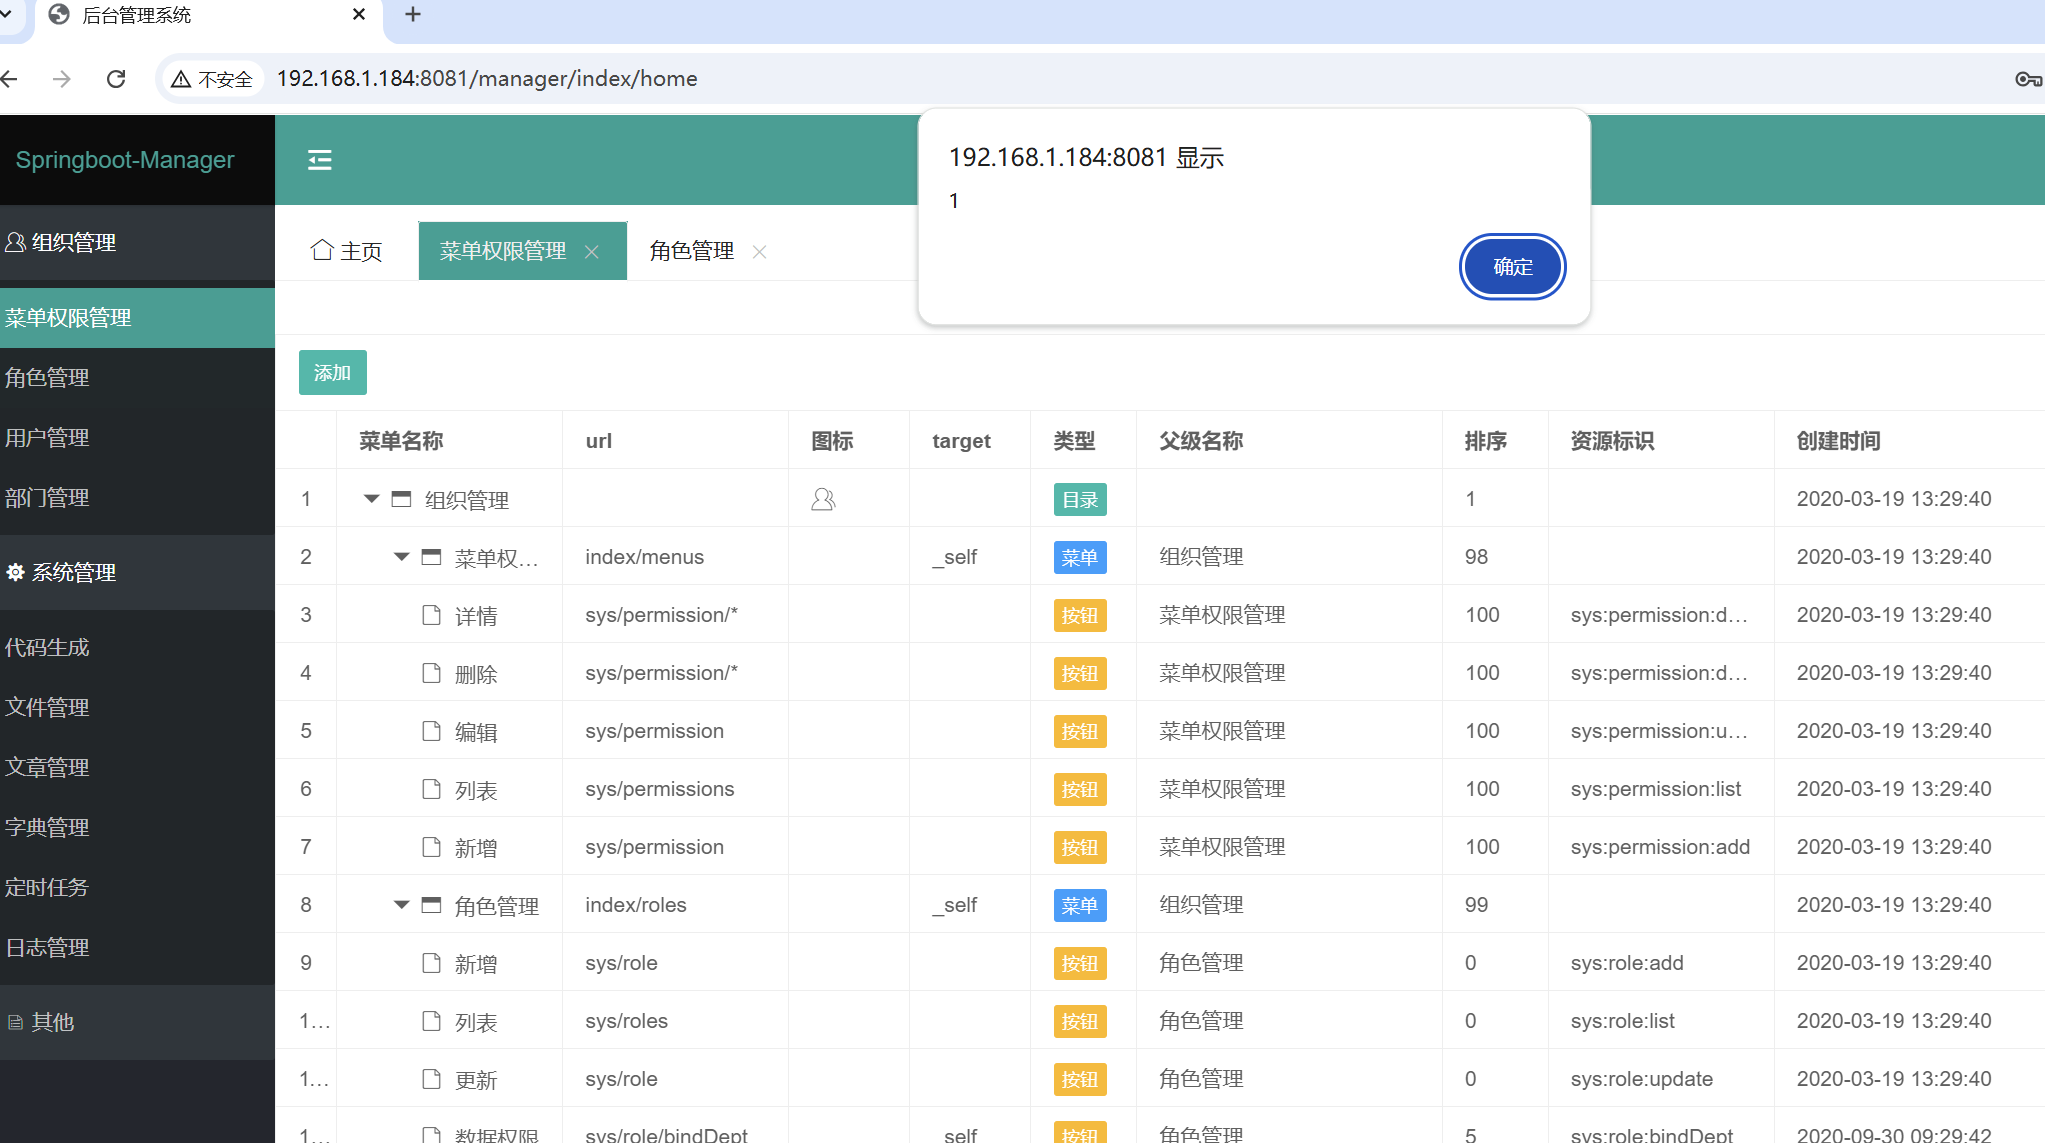 后台管理系统
不安全 192.168.1.184:8081/manager/index/home
192.168.1.184:8081 显示
1
确定
Springboot-Manager
组织管理
菜单权限管理
角色管理
用户管理
部门管理
系统管理
代码生成
文件管理
文章管理
字典管理
定时任务
日志管理
其他
主页 菜单权限管理 角色管理
添加
菜单名称 url 图标 target 类型 父级名称 排序 资源标识 创建时间
1 组织管理 目录 1 2020-03-19 13:29:40
2 菜单权... index/menus _self 菜单 组织管理 98 2020-03-19 13:29:40
3 详情 sys/permission/* 按钮 菜单权限管理 100 sys:permission:d... 2020-03-19 13:29:40
4 删除 sys/permission/* 按钮 菜单权限管理 100 sys:permission:d... 2020-03-19 13:29:40
5 编辑 sys/permission 按钮 菜单权限管理 100 sys:permission:u... 2020-03-19 13:29:40
6 列表 sys/permissions 按钮 菜单权限管理 100 sys:permission:list 2020-03-19 13:29:40
7 新增 sys/permission 按钮 菜单权限管理 100 sys:permission:add 2020-03-19 13:29:40
8 角色管理 index/roles _self 菜单 组织管理 99 2020-03-19 13:29:40
9 新增 sys/role 按钮 角色管理 0 sys:role:add 2020-03-19 13:29:40
1... 列表 sys/roles 按钮 角色管理 0 sys:role:list 2020-03-19 13:29:40
1... 更新 sys/role 按钮 角色管理 0 sys:role:update 2020-03-19 13:29:40
1... 数据权限 sys/role/bindDept _self 按钮 角色管理 5 sys:role:bindDept 2020-09-30 09:29:42